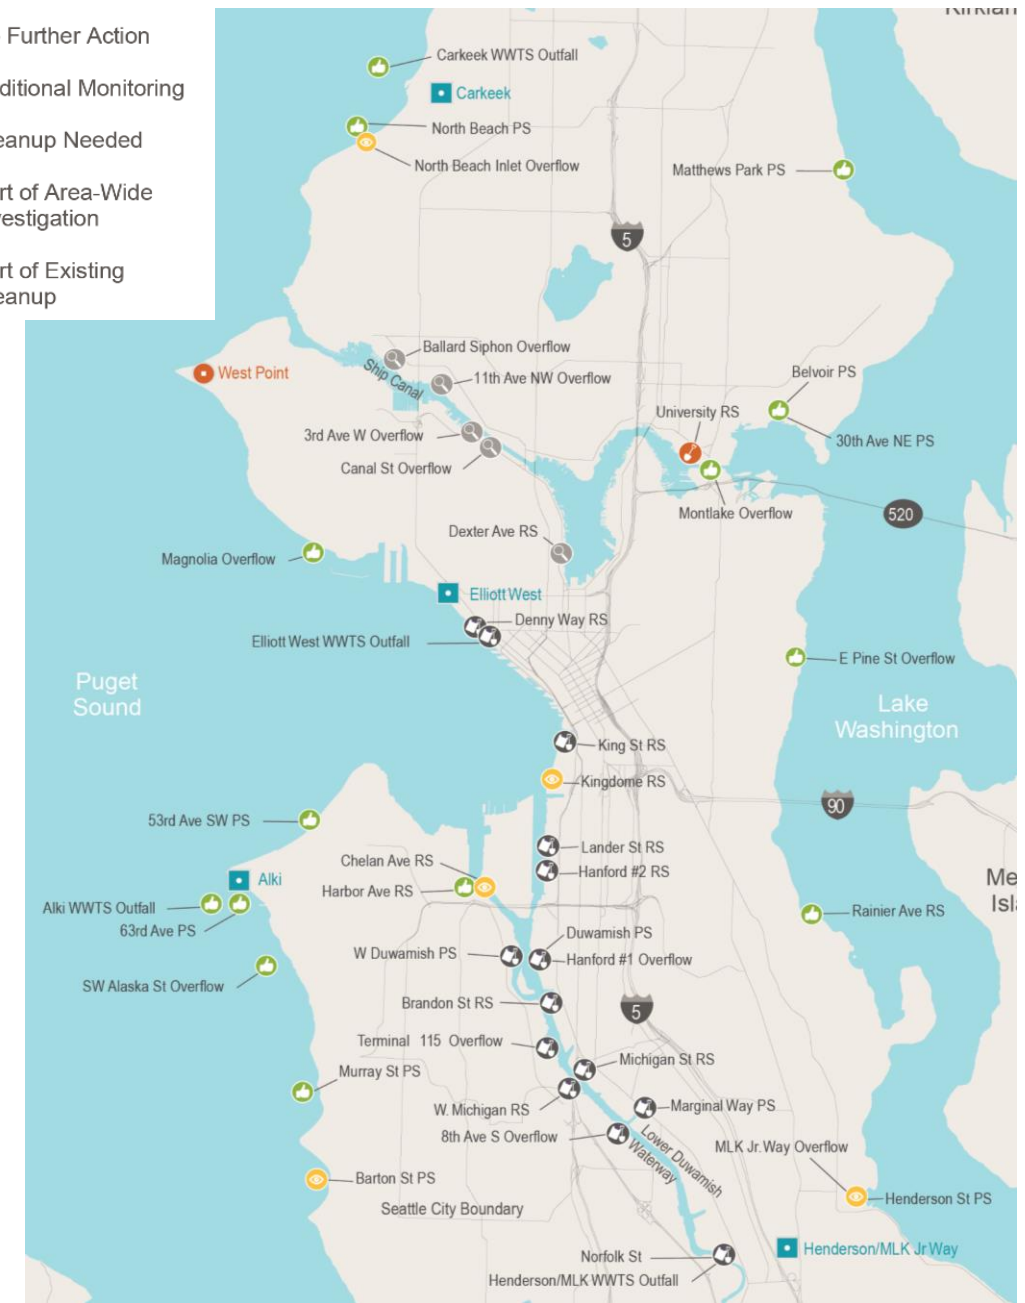 Further Action
ditional Monitoring
eanup Needed
rt of Area-Wide
vestigation
rt of Existing
eanup
Carkeek WWTS Outfall
Carkeek
North Beach PS
North Beach Inlet Overflow
Matthews Park PS
5
Ballard Siphon Overflow
Ship Canal
11th Ave NW Overflow
West Point
Belvoir PS
University RS
3rd Ave W Overflow
30th Ave NE PS
Canal St Overflow
Montlake Overflow
520
Dexter Ave RS
Magnolia Overflow
Elliott West
Denny Way RS
Elliott West WWTS Outfall
E Pine St Overflow
Puget
Sound
Lake
Washington
King St RS
Kingdome RS
90
53rd Ave SW PS
Lander St RS
Chelan Ave RS
Hanford #2 RS
Alki
Harbor Ave RS
Me
Isl
Alki WWTS Outfall
Rainier Ave RS
63rd Ave PS
Duwamish PS
W Duwamish PS
Hanford #1 Overflow
SW Alaska St Overflow
Brandon St RS
5
Terminal 115 Overflow
Michigan St RS
Murray St PS
W. Michigan RS
Marginal Way PS
8th Ave S Overflow
Lower Duwamish
Waterway
MLK Jr. Way Overflow
Barton St PS
Henderson St PS
Seattle City Boundary
Henderson/MLK Jr Way
Norfolk St
Henderson/MLK WWTS Outfall